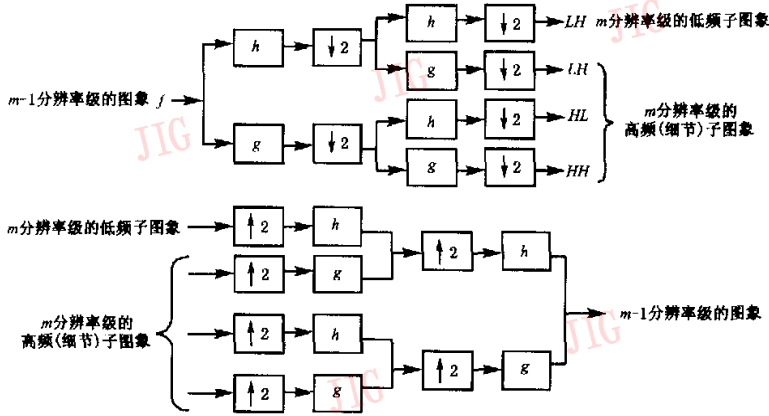 h ↓2 h ↓2 LH m分辨率级的低频子图象
g ↓2 LH
m-1分辨率级的图象 f
g ↓2 h ↓2 HL
g ↓2 HH
m分辨率级的
高频(细节)子图象
m分辨率级的低频子图象 ↑2 h
↑2 g ↑2 h
m分辨率级的
高频(细节)子图象
↑2 h
↑2 g ↑2 g
m-1分辨率级的图象
JIG
JIG
JIG
JIG
JIG